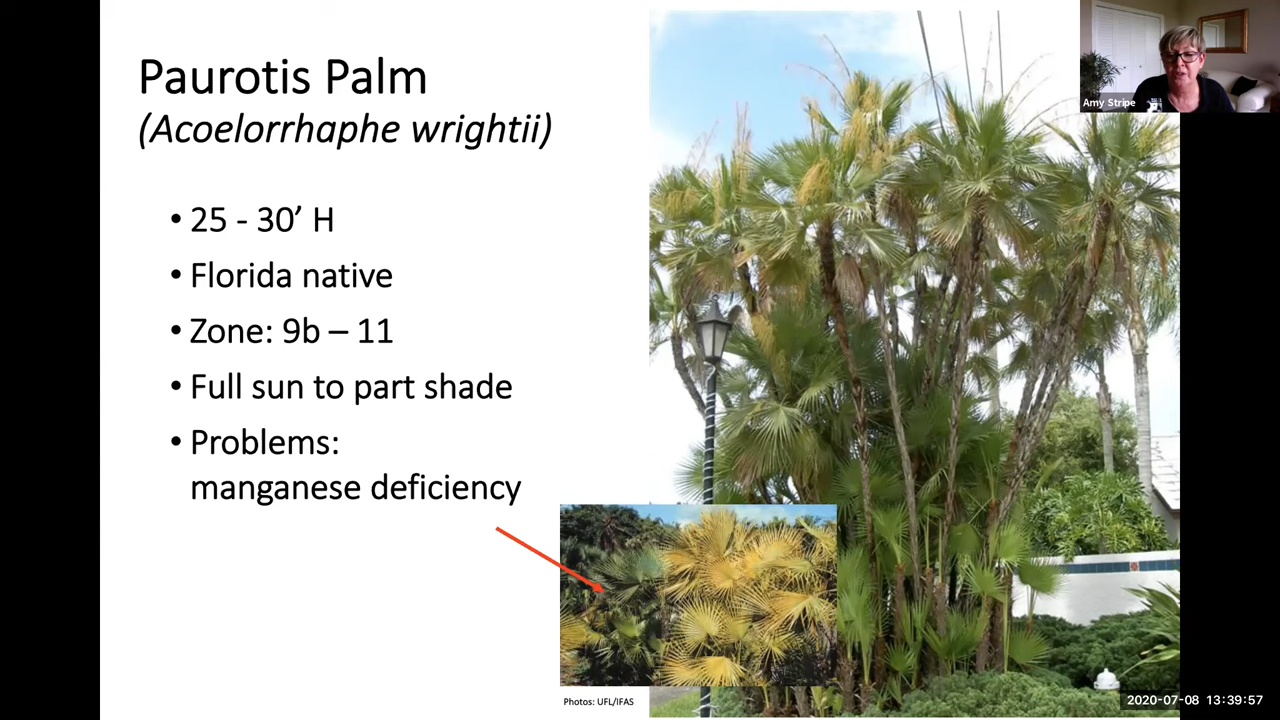 Paurotis Palm
(Acoelorrhaphe wrightii)
• 25 - 30’ H
• Florida native
• Zone: 9b – 11
• Full sun to part shade
• Problems:
manganese deficiency
Photos: UFL/IFAS
Amy Stripe
2020-07-08 13:39:57